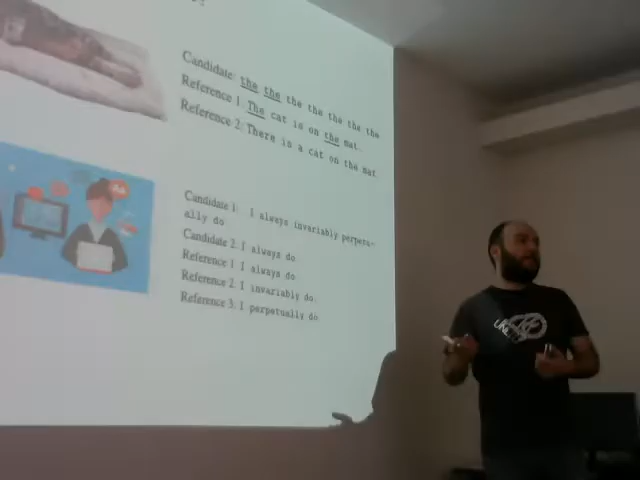 Candidate: the the the the the the the
Reference 1: The cat is on the mat.
Reference 2: There is a cat on the mat.
Candidate 1: I always invariably perpetu-
ally do
Candidate 2: I always do
Reference 1: I always do
Reference 2: I invariably do.
Reference 3: I perpetually do